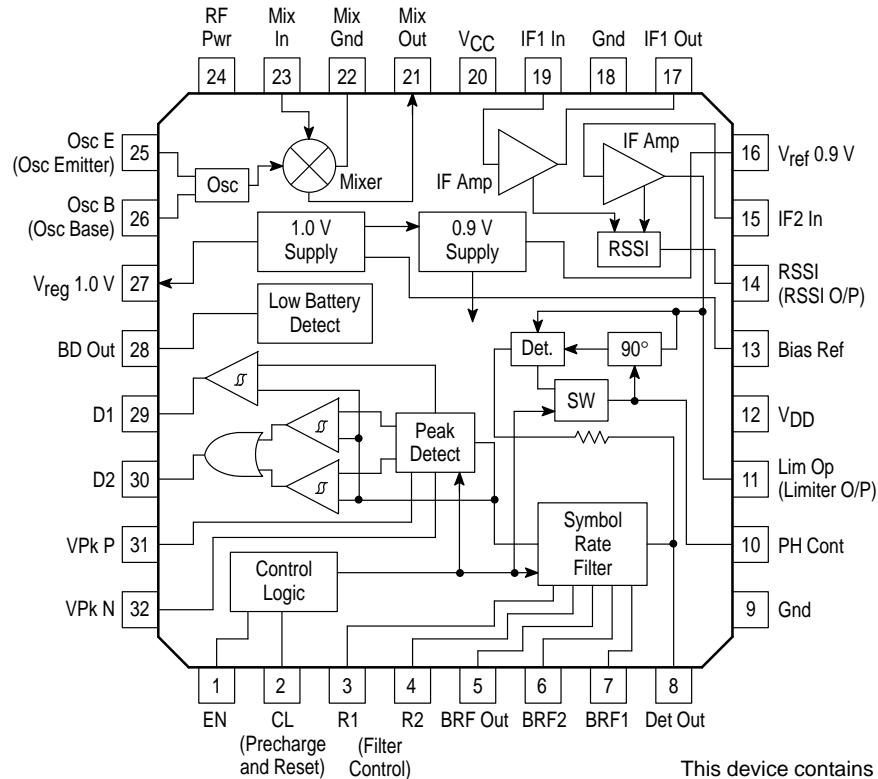 RF Pwr
Mix In
Mix Gnd
Mix Out
VCC
IF1 In
Gnd
IF1 Out
24
23
22
21
20
19
18
17
Osc E
(Osc Emitter)
25
Osc B
(Osc Base)
26
Vreg 1.0 V
27
BD Out
28
D1
29
D2
30
VPk P
31
VPk N
32
Osc
Mixer
IF Amp
IF Amp
1.0 V
Supply
0.9 V
Supply
RSSI
Low Battery
Detect
Det.
90°
SW
Peak
Detect
Symbol
Rate
Filter
Control
Logic
16
Vref 0.9 V
15
IF2 In
14
RSSI
(RSSI O/P)
13
Bias Ref
12
VDD
11
Lim Op
(Limiter O/P)
10
PH Cont
9
Gnd
1
2
3
4
5
6
7
8
EN
CL
(Precharge
and Reset)
R1
R2
(Filter
Control)
BRF Out
BRF2
BRF1
Det Out
This device contains